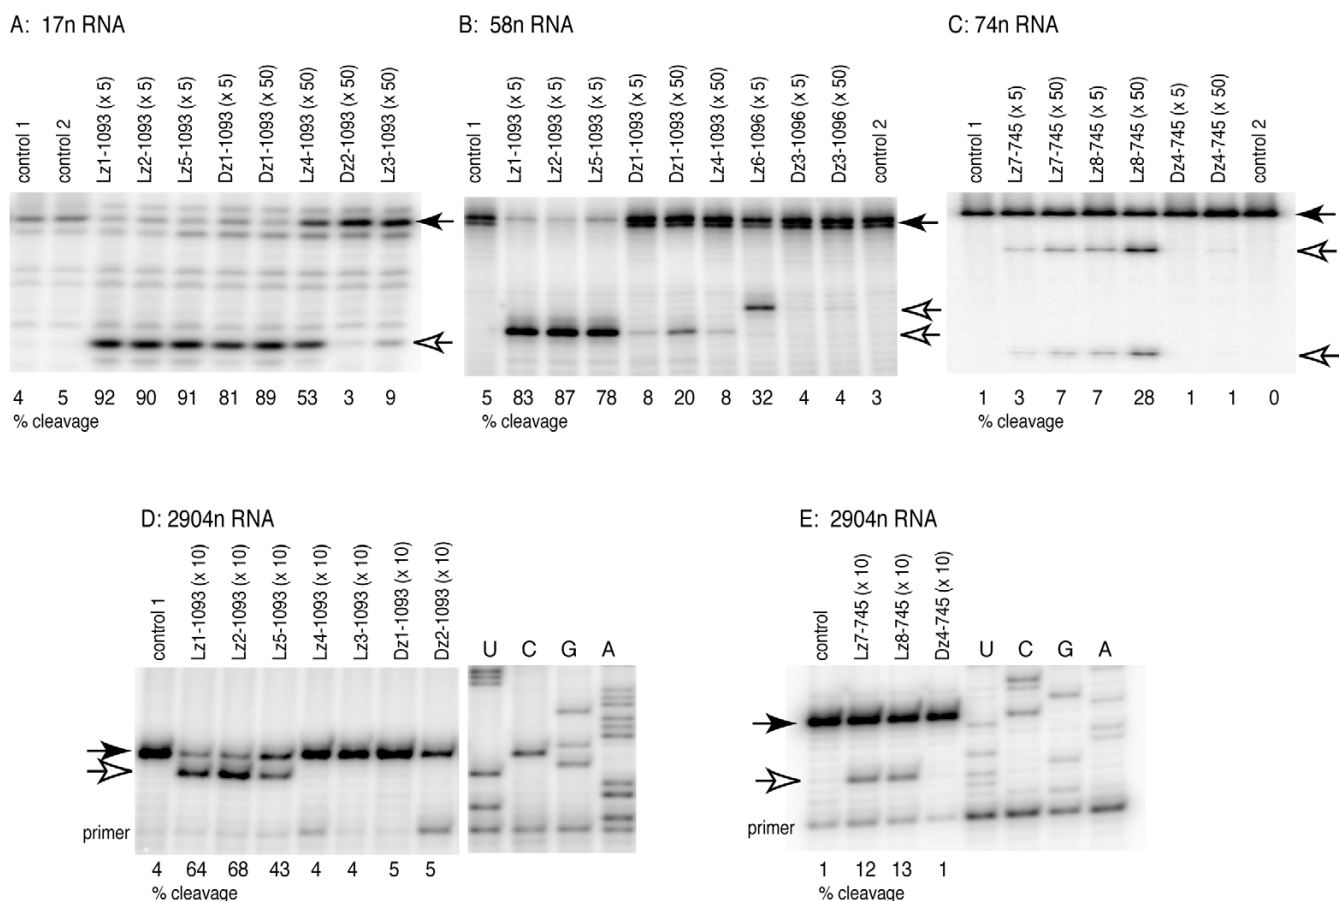 A: 17n RNA
control 1
control 2
Lz1-1093 (x 5)
Lz2-1093 (x 5)
Lz5-1093 (x 5)
Dz1-1093 (x 5)
Dz1-1093 (x 50)
Lz4-1093 (x 50)
Dz2-1093 (x 50)
Lz3-1093 (x 50)
4 5 92 90 91 81 89 53 3 9
% cleavage
B: 58n RNA
control 1
Lz1-1093 (x 5)
Lz2-1093 (x 5)
Lz5-1093 (x 5)
Dz1-1093 (x 5)
Dz1-1093 (x 50)
Lz4-1093 (x 50)
Lz6-1096 (x 5)
Dz3-1096 (x 5)
Dz3-1096 (x 50)
control 2
5 83 87 78 8 20 8 32 4 4 3
% cleavage
C: 74n RNA
control 1
Lz7-745 (x 5)
Lz7-745 (x 50)
Lz8-745 (x 5)
Lz8-745 (x 50)
Dz4-745 (x 5)
Dz4-745 (x 50)
control 2
1 3 7 7 28 1 1 0
% cleavage
D: 2904n RNA
control 1
Lz1-1093 (x 10)
Lz2-1093 (x 10)
Lz5-1093 (x 10)
Lz4-1093 (x 10)
Lz3-1093 (x 10)
Dz1-1093 (x 10)
Dz2-1093 (x 10)
U C G A
primer
4 64 68 43 4 4 5 5
% cleavage
E: 2904n RNA
control
Lz7-745 (x 10)
Lz8-745 (x 10)
Dz4-745 (x 10)
U C G A
primer
1 12 13 1
% cleavage